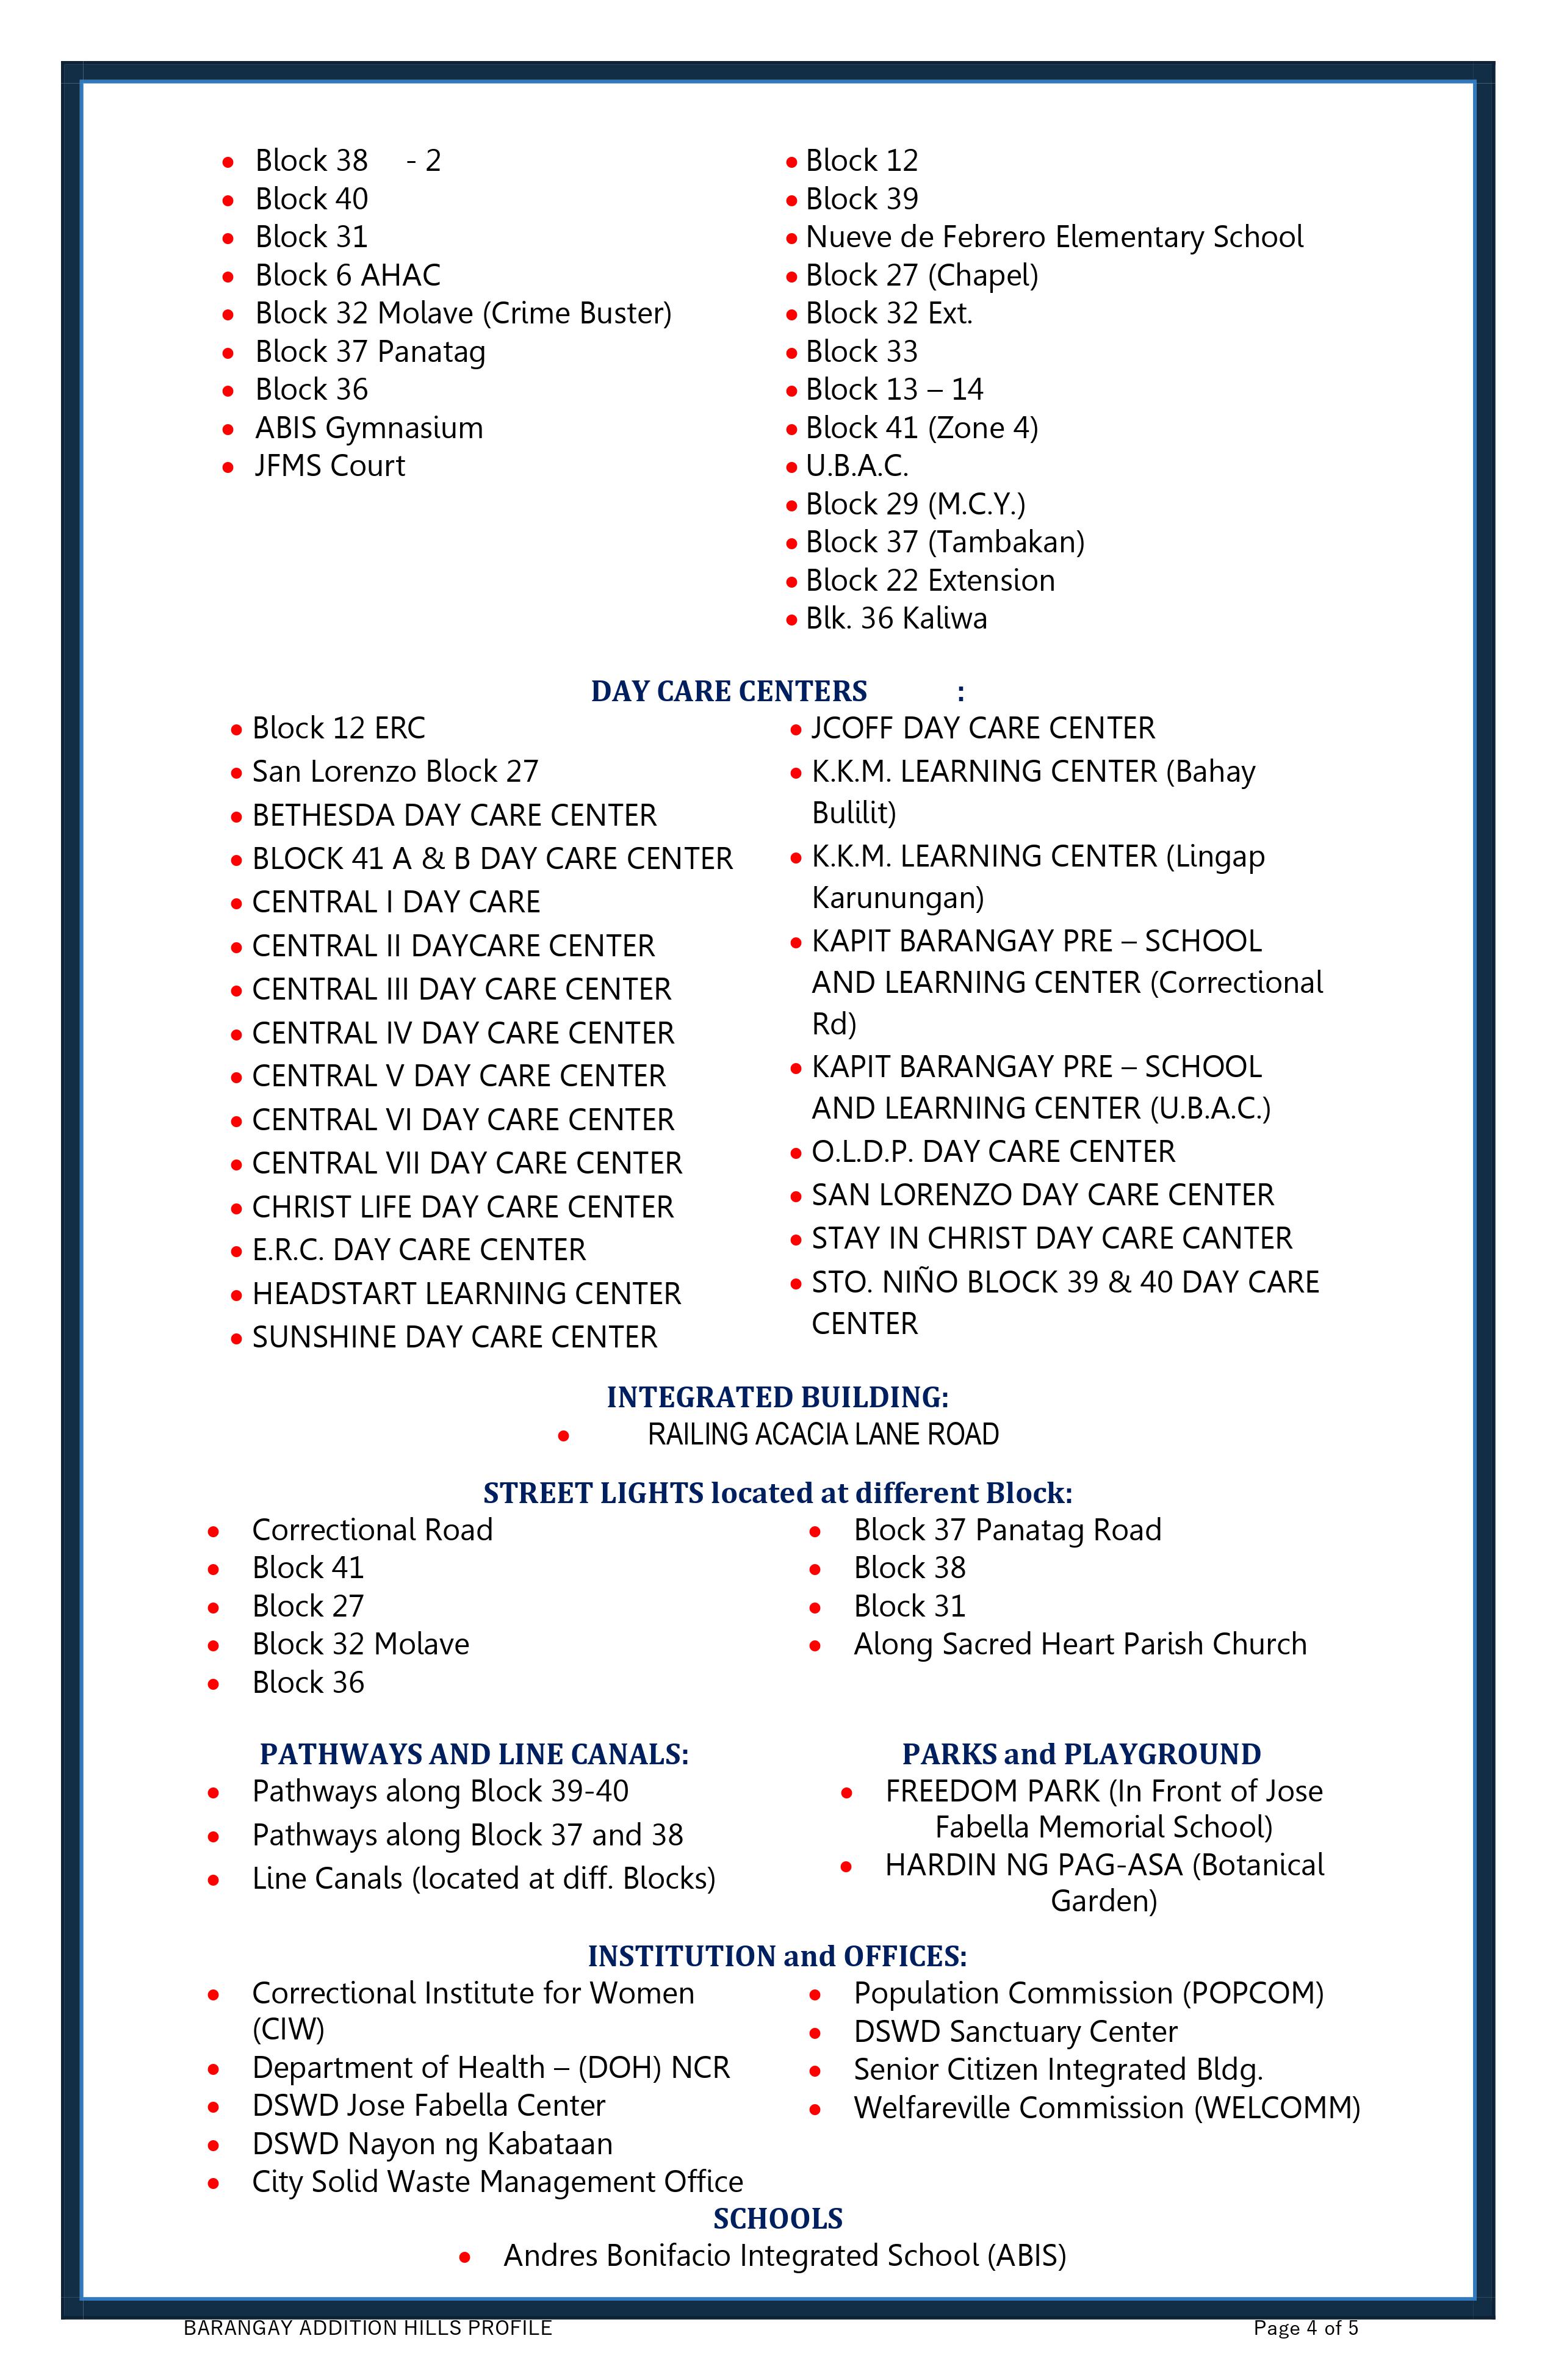 Block 38 - 2
Block 40
Block 31
Block 6 AHAC
Block 32 Molave (Crime Buster)
Block 37 Panatag
Block 36
ABIS Gymnasium
JFMS Court
Block 12
Block 39
Nueve de Febrero Elementary School
Block 27 (Chapel)
Block 32 Ext.
Block 33
Block 13 – 14
Block 41 (Zone 4)
U.B.A.C.
Block 29 (M.C.Y.)
Block 37 (Tambakan)
Block 22 Extension
Blk. 36 Kaliwa
DAY CARE CENTERS :
Block 12 ERC
San Lorenzo Block 27
BETHESDA DAY CARE CENTER
BLOCK 41 A & B DAY CARE CENTER
CENTRAL I DAY CARE
CENTRAL II DAYCARE CENTER
CENTRAL III DAY CARE CENTER
CENTRAL IV DAY CARE CENTER
CENTRAL V DAY CARE CENTER
CENTRAL VI DAY CARE CENTER
CENTRAL VII DAY CARE CENTER
CHRIST LIFE DAY CARE CENTER
E.R.C. DAY CARE CENTER
HEADSTART LEARNING CENTER
SUNSHINE DAY CARE CENTER
JCOFF DAY CARE CENTER
K.K.M. LEARNING CENTER (Bahay
Bulilit)
K.K.M. LEARNING CENTER (Lingap
Karunungan)
KAPIT BARANGAY PRE – SCHOOL
AND LEARNING CENTER (Correctional
Rd)
KAPIT BARANGAY PRE – SCHOOL
AND LEARNING CENTER (U.B.A.C.)
O.L.D.P. DAY CARE CENTER
SAN LORENZO DAY CARE CENTER
STAY IN CHRIST DAY CARE CANTER
STO. NIÑO BLOCK 39 & 40 DAY CARE
CENTER
INTEGRATED BUILDING:
RAILING ACACIA LANE ROAD
STREET LIGHTS located at different Block:
Correctional Road
Block 41
Block 27
Block 32 Molave
Block 36
Block 37 Panatag Road
Block 38
Block 31
Along Sacred Heart Parish Church
PATHWAYS AND LINE CANALS:
Pathways along Block 39-40
Pathways along Block 37 and 38
Line Canals (located at diff. Blocks)
PARKS and PLAYGROUND
FREEDOM PARK (In Front of Jose
Fabella Memorial School)
HARDIN NG PAG-ASA (Botanical
Garden)
INSTITUTION and OFFICES:
Correctional Institute for Women
(CIW)
Department of Health – (DOH) NCR
DSWD Jose Fabella Center
DSWD Nayon ng Kabataan
City Solid Waste Management Office
Population Commission (POPCOM)
DSWD Sanctuary Center
Senior Citizen Integrated Bldg.
Welfareville Commission (WELCOMM)
SCHOOLS
Andres Bonifacio Integrated School (ABIS)
BARANGAY ADDITION HILLS PROFILE
Page 4 of 5